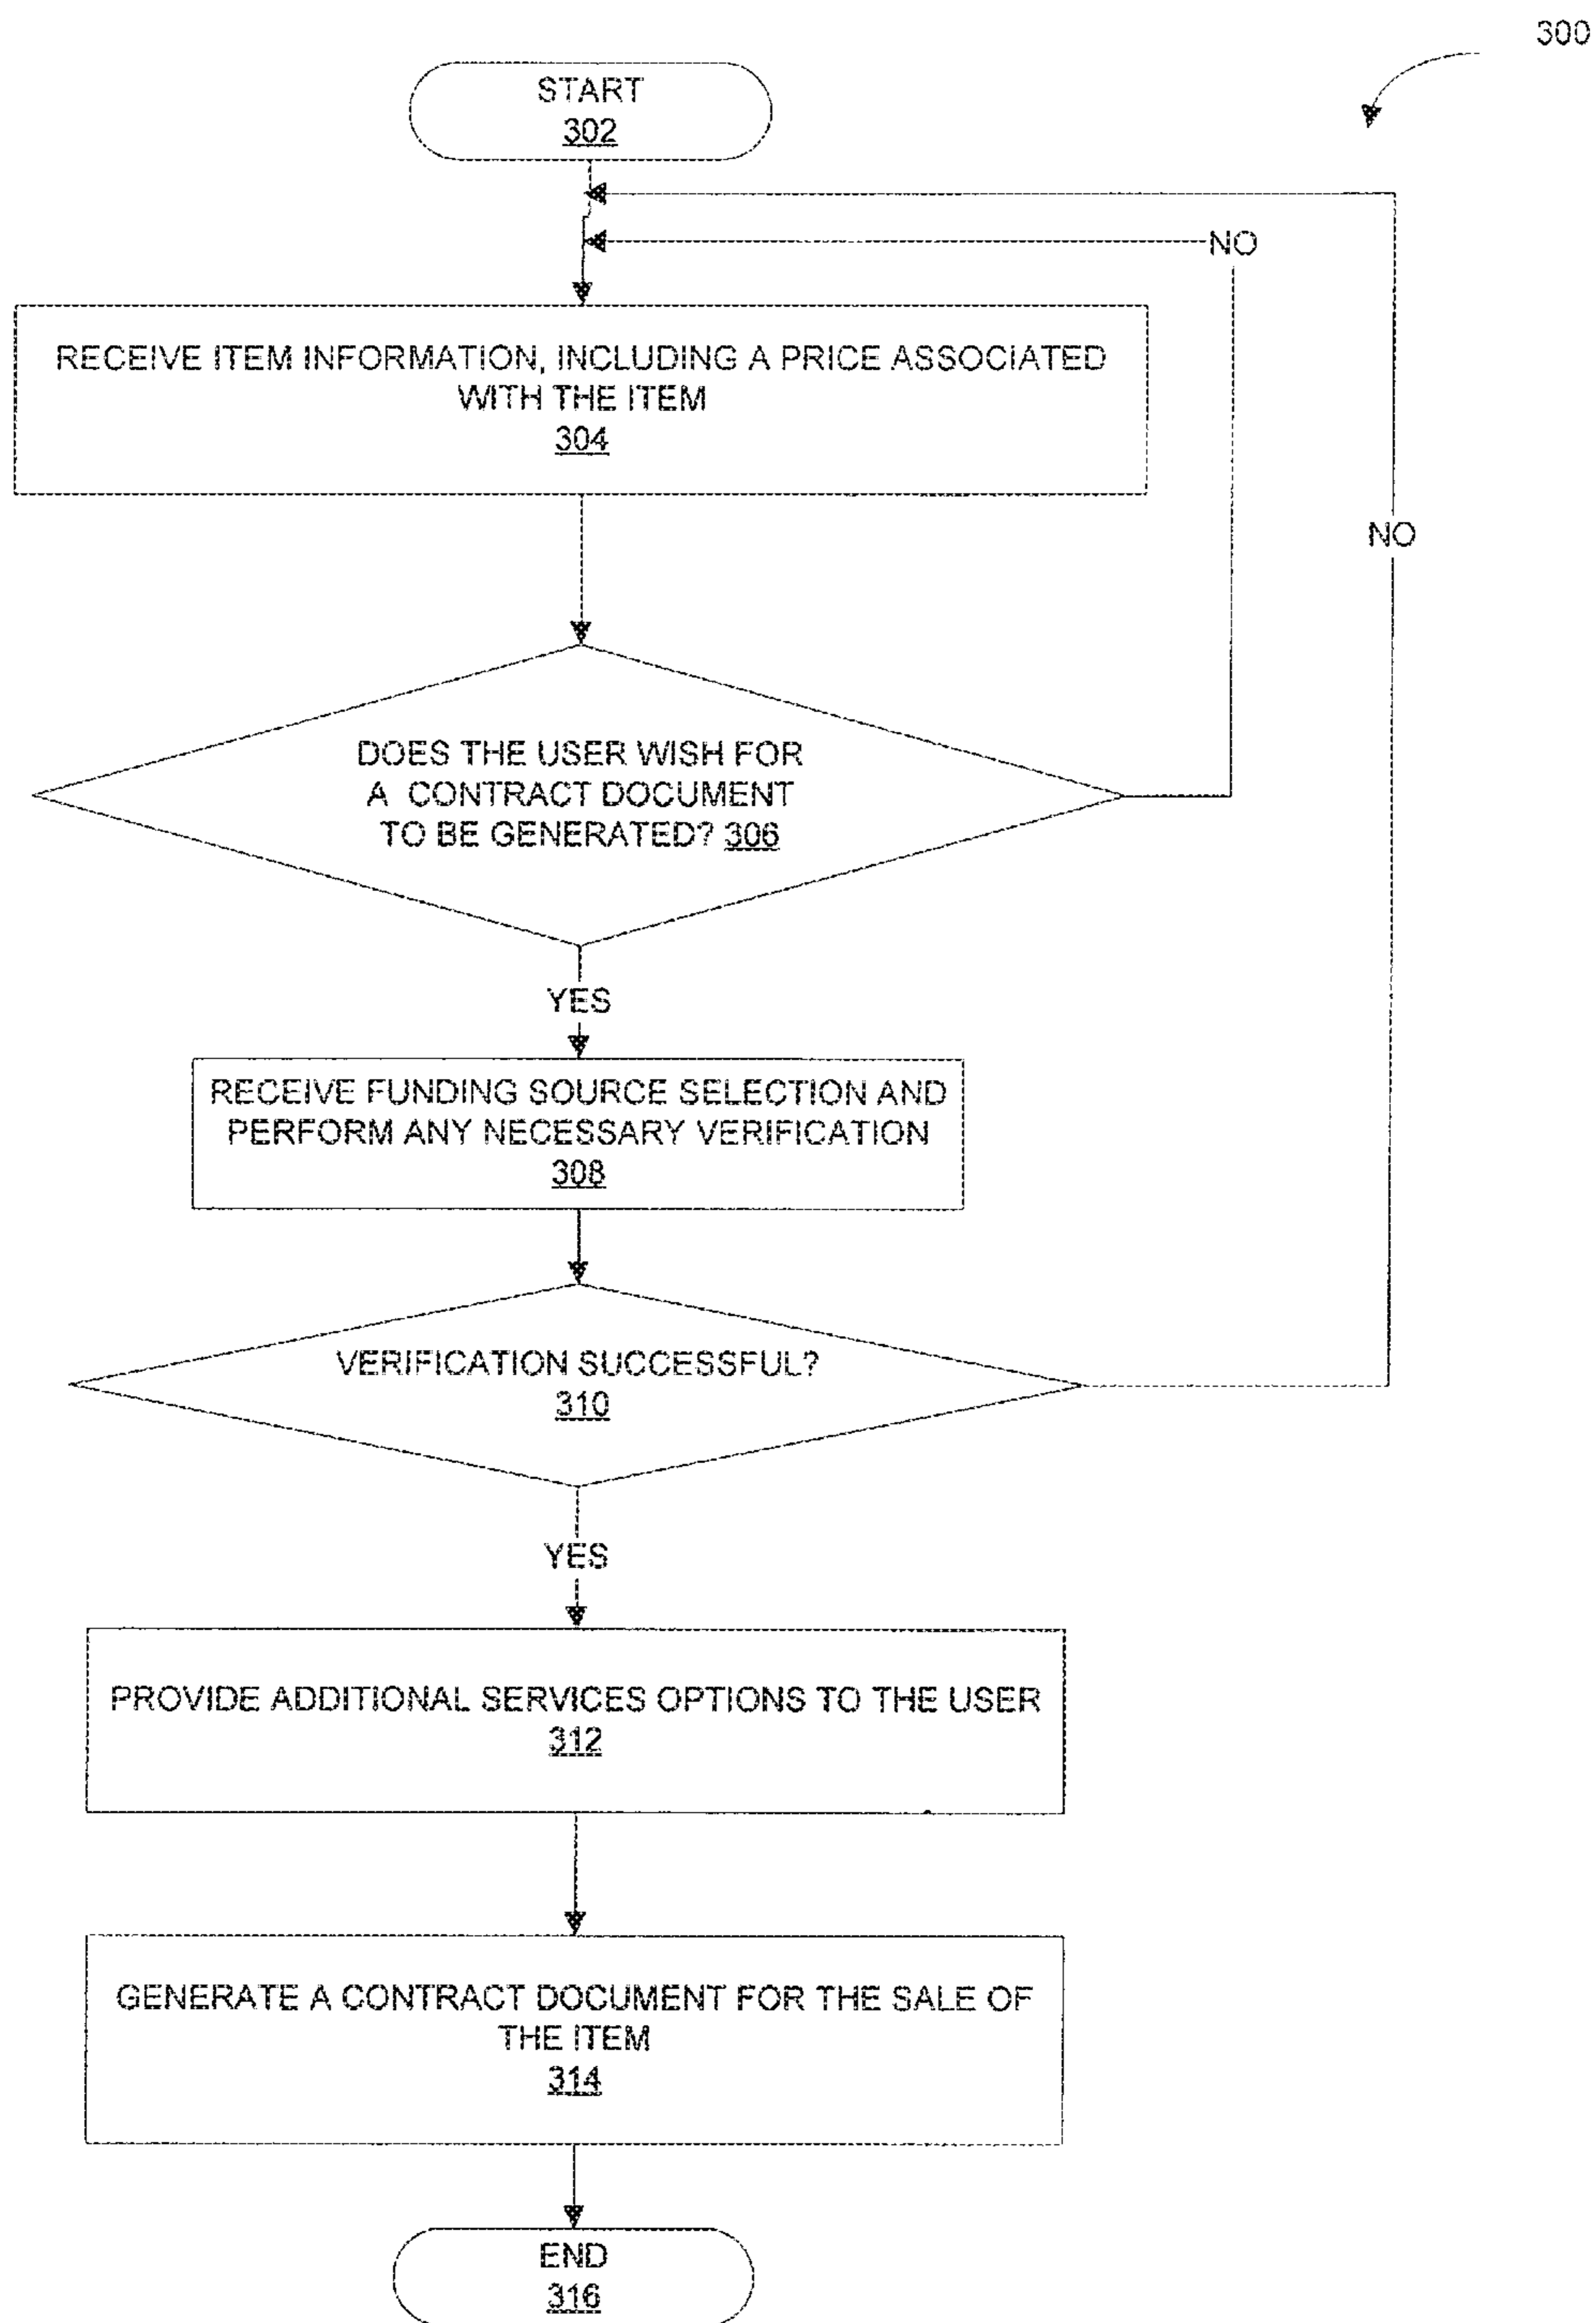 300
START
302
NO
RECEIVE ITEM INFORMATION, INCLUDING A PRICE ASSOCIATED
WITH THE ITEM
304
NO
DOES THE USER WISH FOR
A CONTRACT DOCUMENT
TO BE GENERATED? 306
YES
RECEIVE FUNDING SOURCE SELECTION AND
PERFORM ANY NECESSARY VERIFICATION
308
VERIFICATION SUCCESSFUL?
310
YES
PROVIDE ADDITIONAL SERVICES OPTIONS TO THE USER
312
GENERATE A CONTRACT DOCUMENT FOR THE SALE OF
THE ITEM
314
END
316